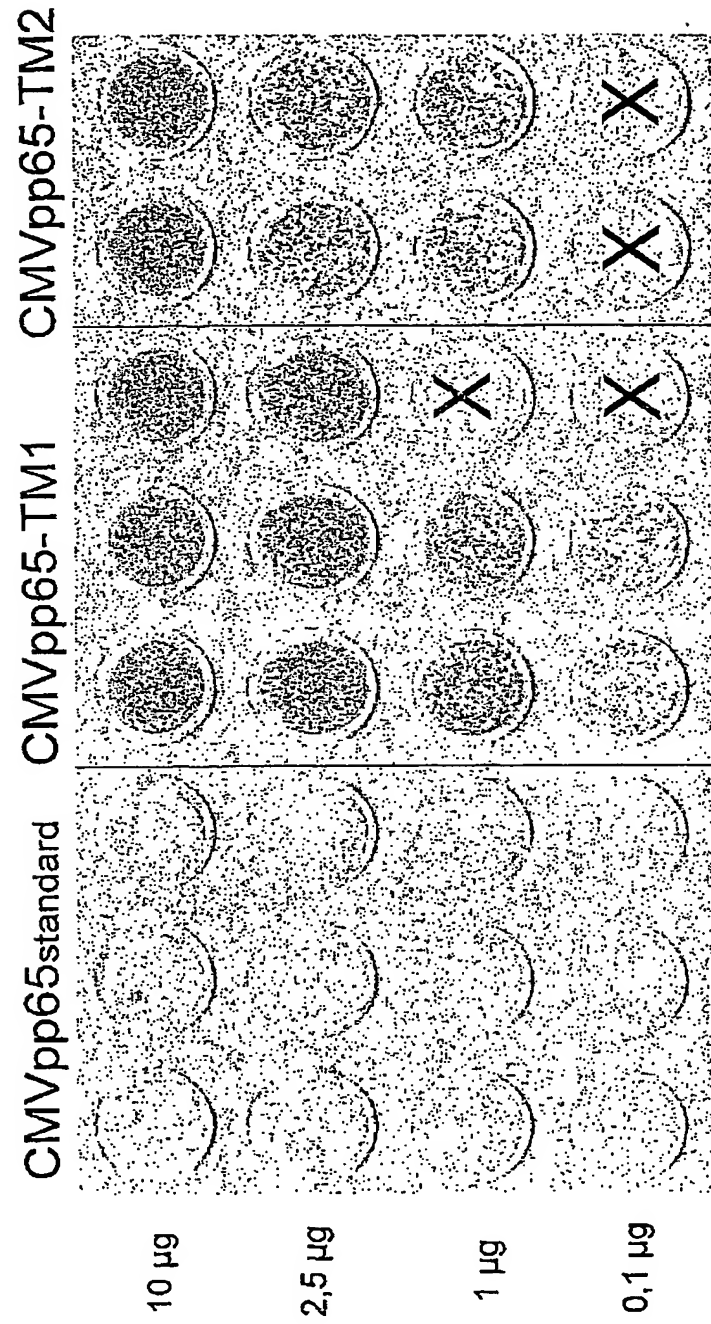 CMVpp65standard CMVpp65-TM1 CMVpp65-TM2
10 µg
2,5 µg
1 µg X
0,1 µg X X X